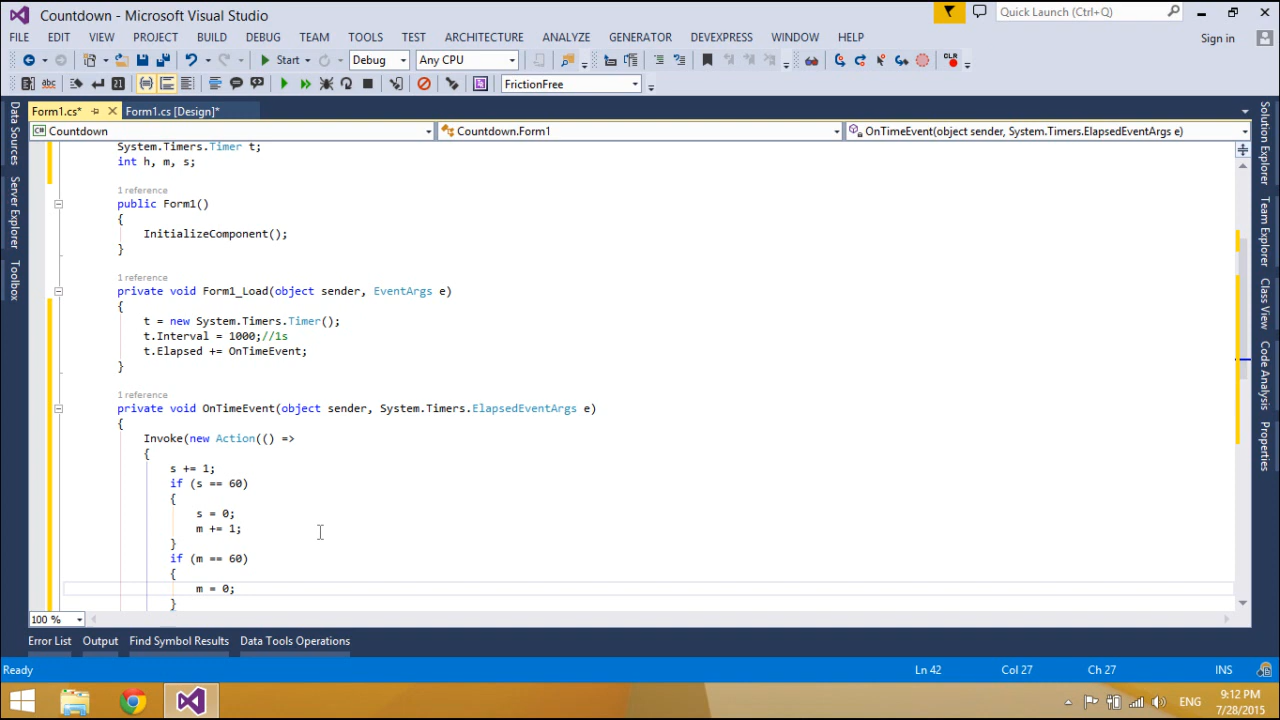 Countdown - Microsoft Visual Studio
Quick Launch (Ctrl+Q)
FILE EDIT VIEW PROJECT BUILD DEBUG TEAM TOOLS TEST ARCHITECTURE ANALYZE GENERATOR DEVEXPRESS WINDOW HELP Sign in
Start Debug Any CPU
FrictionFree
Form1.cs* Form1.cs [Design]*
Countdown Countdown.Form1 OnTimeEvent(object sender, System.Timers.ElapsedEventArgs e)
Data Sources
Server Explorer
Toolbox
System.Timers.Timer t;
int h, m, s;
1 reference
public Form1()
{
InitializeComponent();
}
1 reference
private void Form1_Load(object sender, EventArgs e)
{
t = new System.Timers.Timer();
t.Interval = 1000;//1s
t.Elapsed += OnTimeEvent;
}
1 reference
private void OnTimeEvent(object sender, System.Timers.ElapsedEventArgs e)
{
Invoke(new Action(() =>
{
s += 1;
if (s == 60)
{
s = 0;
m += 1;
}
if (m == 60)
{
m = 0;
}
Solution Explorer
Team Explorer
Class View
Code Analysis
Properties
100 %
Error List Output Find Symbol Results Data Tools Operations
Ready Ln 42 Col 27 Ch 27 INS
ENG
9:12 PM
7/28/2015